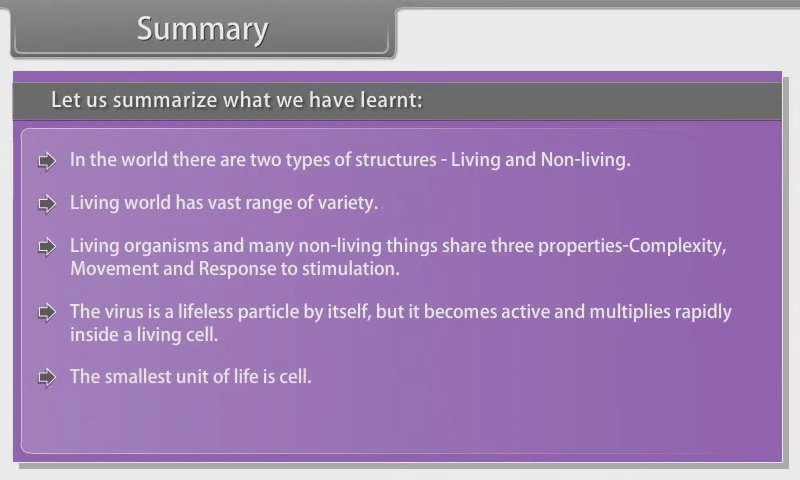 Summary
Let us summarize what we have learnt:
In the world there are two types of structures - Living and Non-living.
Living world has vast range of variety.
Living organisms and many non-living things share three properties-Complexity,
Movement and Response to stimulation.
The virus is a lifeless particle by itself, but it becomes active and multiplies rapidly
inside a living cell.
The smallest unit of life is cell.